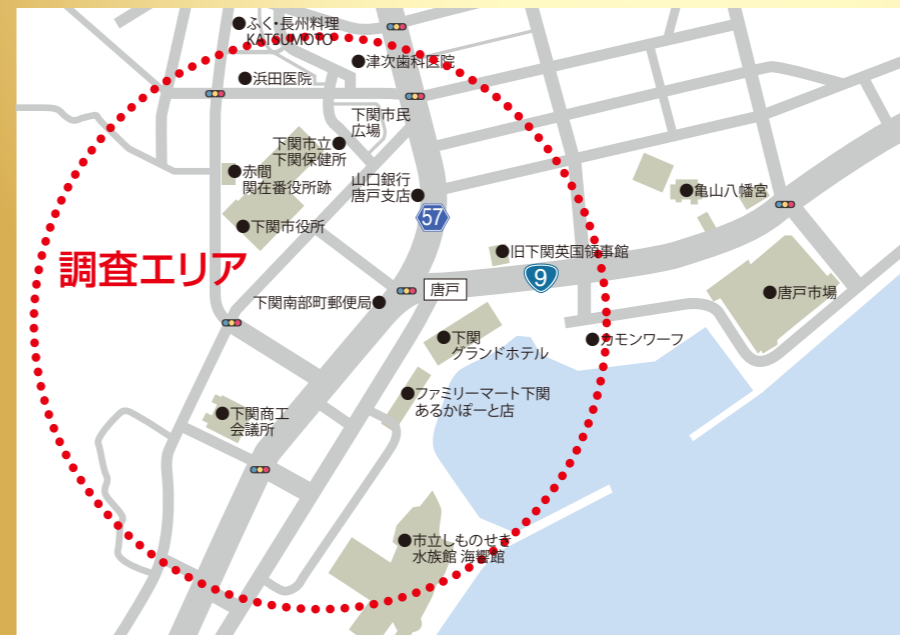 ふく・長州料理
KATSUMOTO
津次歯科医院
浜田医院
下関市民
広場
下関市立
下関保健所
赤間
関在番役所跡
山口銀行
唐戸支店
亀山八幡宮
57
下関市役所
旧下関英国領事館
調査エリア
9
唐戸
唐戸市場
下関南部町郵便局
下関
グランドホテル
カモンワーフ
ファミリーマート下関
あるかぽーと店
下関商工
会議所
市立しものせき
水族館 海響館